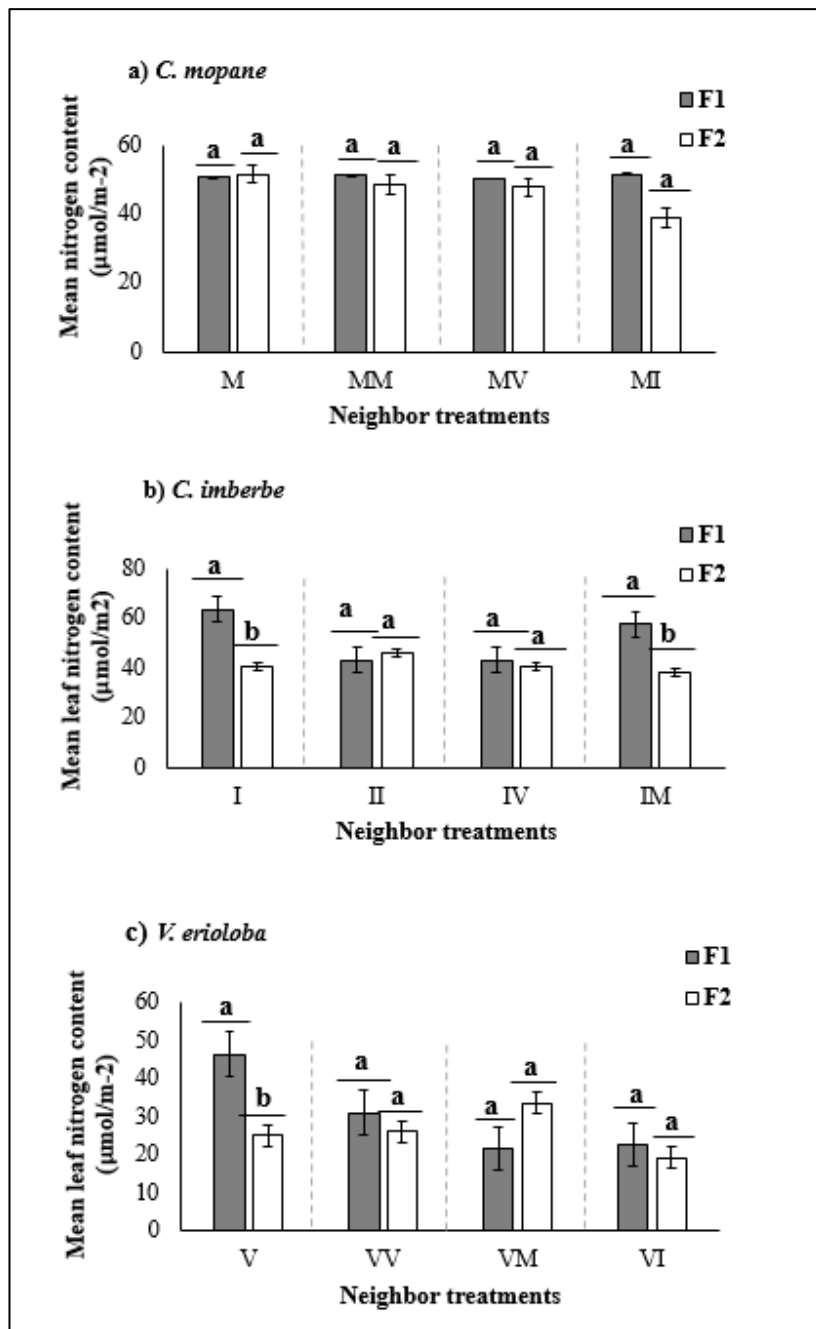 a) C. mopane
F1
F2
Mean nitrogen content
(µmol/m-2)
60
40
20
0
a
a
a
a
a
a
a
a
M
MM
MV
MI
Neighbor treatments
b) C. imberbe
F1
F2
Mean leaf nitrogen content
(µmol/m2)
80
60
40
20
0
a
b
a
a
a
a
a
b
I
II
IV
IM
Neighbor treatments
c) V. erioloba
F1
F2
Mean leaf nitrogen content
(µmol/m-2)
60
50
40
30
20
10
0
a
b
a
a
a
a
a
a
V
VV
VM
VI
Neighbor treatments